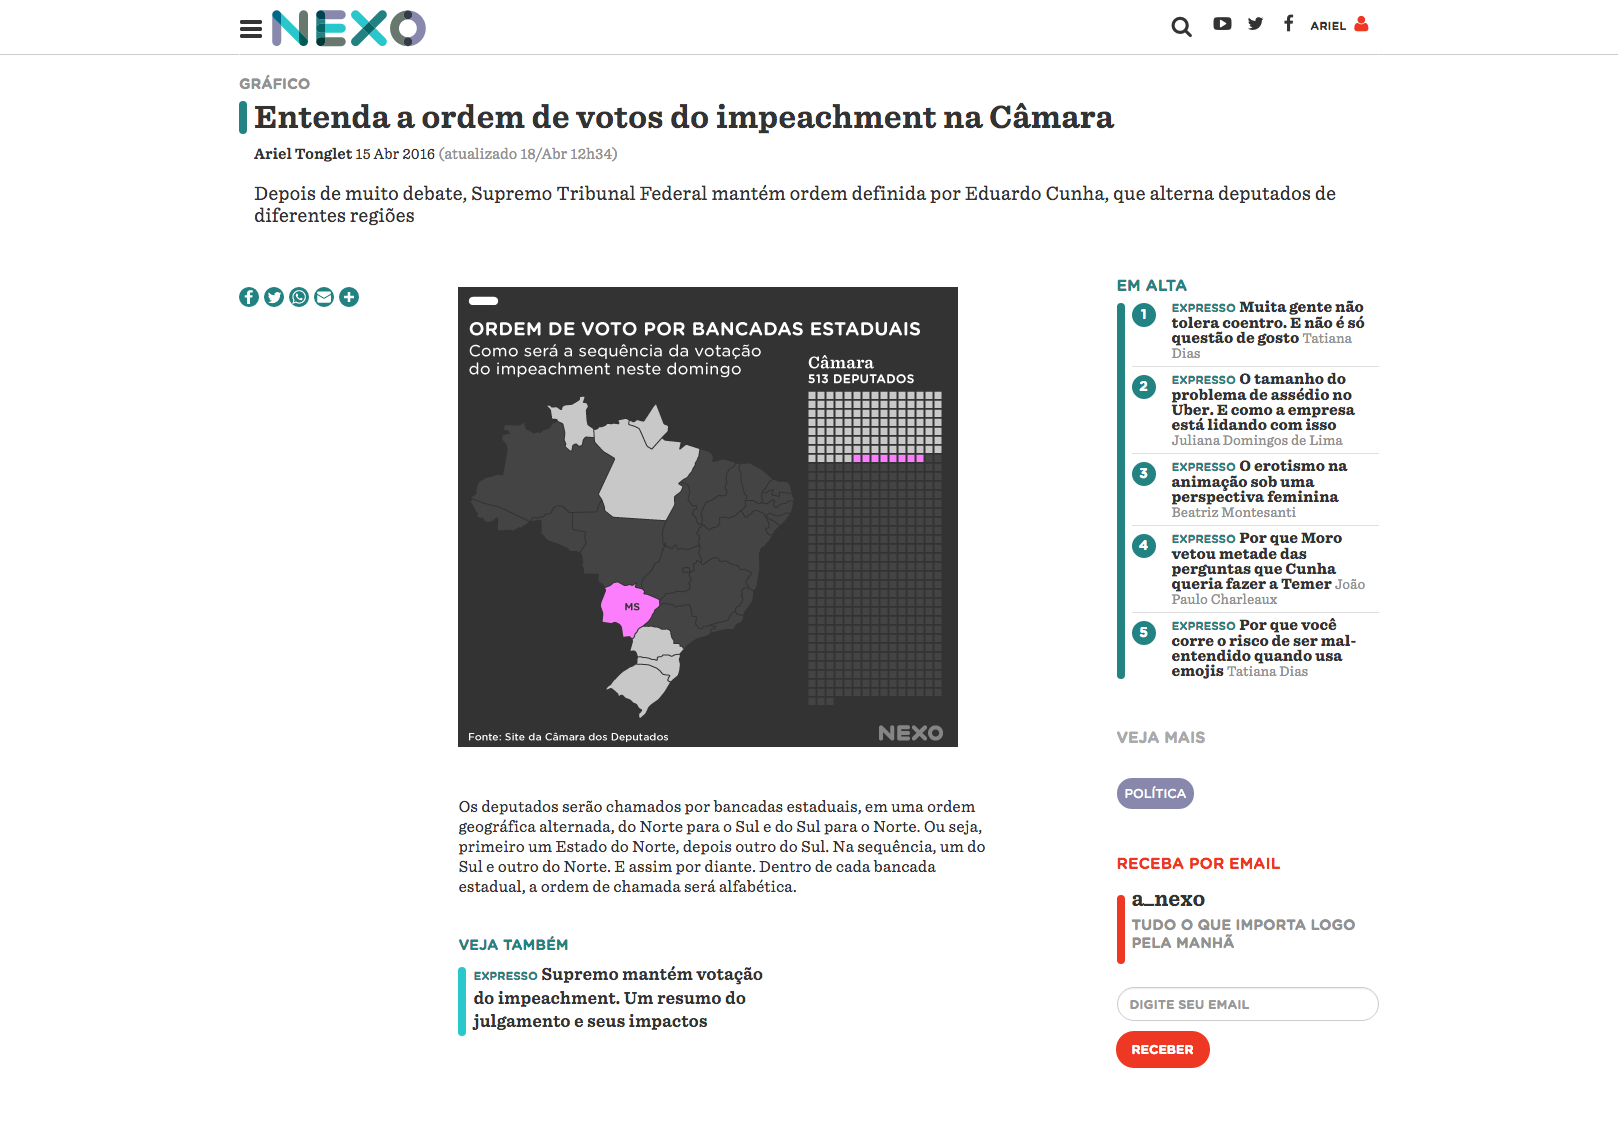 NEXO
ARIEL
GRÁFICO
Entenda a ordem de votos do impeachment na Câmara
Ariel Tonglet 15 Abr 2016 (atualizado 18/Abr 12h34)
Depois de muito debate, Supremo Tribunal Federal mantém ordem definida por Eduardo Cunha, que alterna deputados de
diferentes regiões
ORDEM DE VOTO POR BANCADAS ESTADUAIS
Como será a sequência da votação
do impeachment neste domingo
Câmara
513 DEPUTADOS
MS
Fonte: Site da Câmara dos Deputados
NEXO
Os deputados serão chamados por bancadas estaduais, em uma ordem
geográfica alternada, do Norte para o Sul e do Sul para o Norte. Ou seja,
primeiro um Estado do Norte, depois outro do Sul. Na sequência, um do
Sul e outro do Norte. E assim por diante. Dentro de cada bancada
estadual, a ordem de chamada será alfabética.
VEJA TAMBÉM
EXPRESSO Supremo mantém votação
do impeachment. Um resumo do
julgamento e seus impactos
EM ALTA
1 EXPRESSO Muita gente não
tolera coentro. E não é só
questão de gosto Tatiana
Dias
2 EXPRESSO O tamanho do
problema de assédio no
Uber. E como a empresa
está lidando com isso
Juliana Domingos de Lima
3 EXPRESSO O erotismo na
animação sob uma
perspectiva feminina
Beatriz Montesanti
4 EXPRESSO Por que Moro
vetou metade das
perguntas que Cunha
queria fazer a Temer João
Paulo Charleaux
5 EXPRESSO Por que você
corre o risco de ser mal-
entendido quando usa
emojis Tatiana Dias
VEJA MAIS
POLÍTICA
RECEBA POR EMAIL
a_nexo
TUDO O QUE IMPORTA LOGO
PELA MANHÃ
DIGITE SEU EMAIL
RECEBER